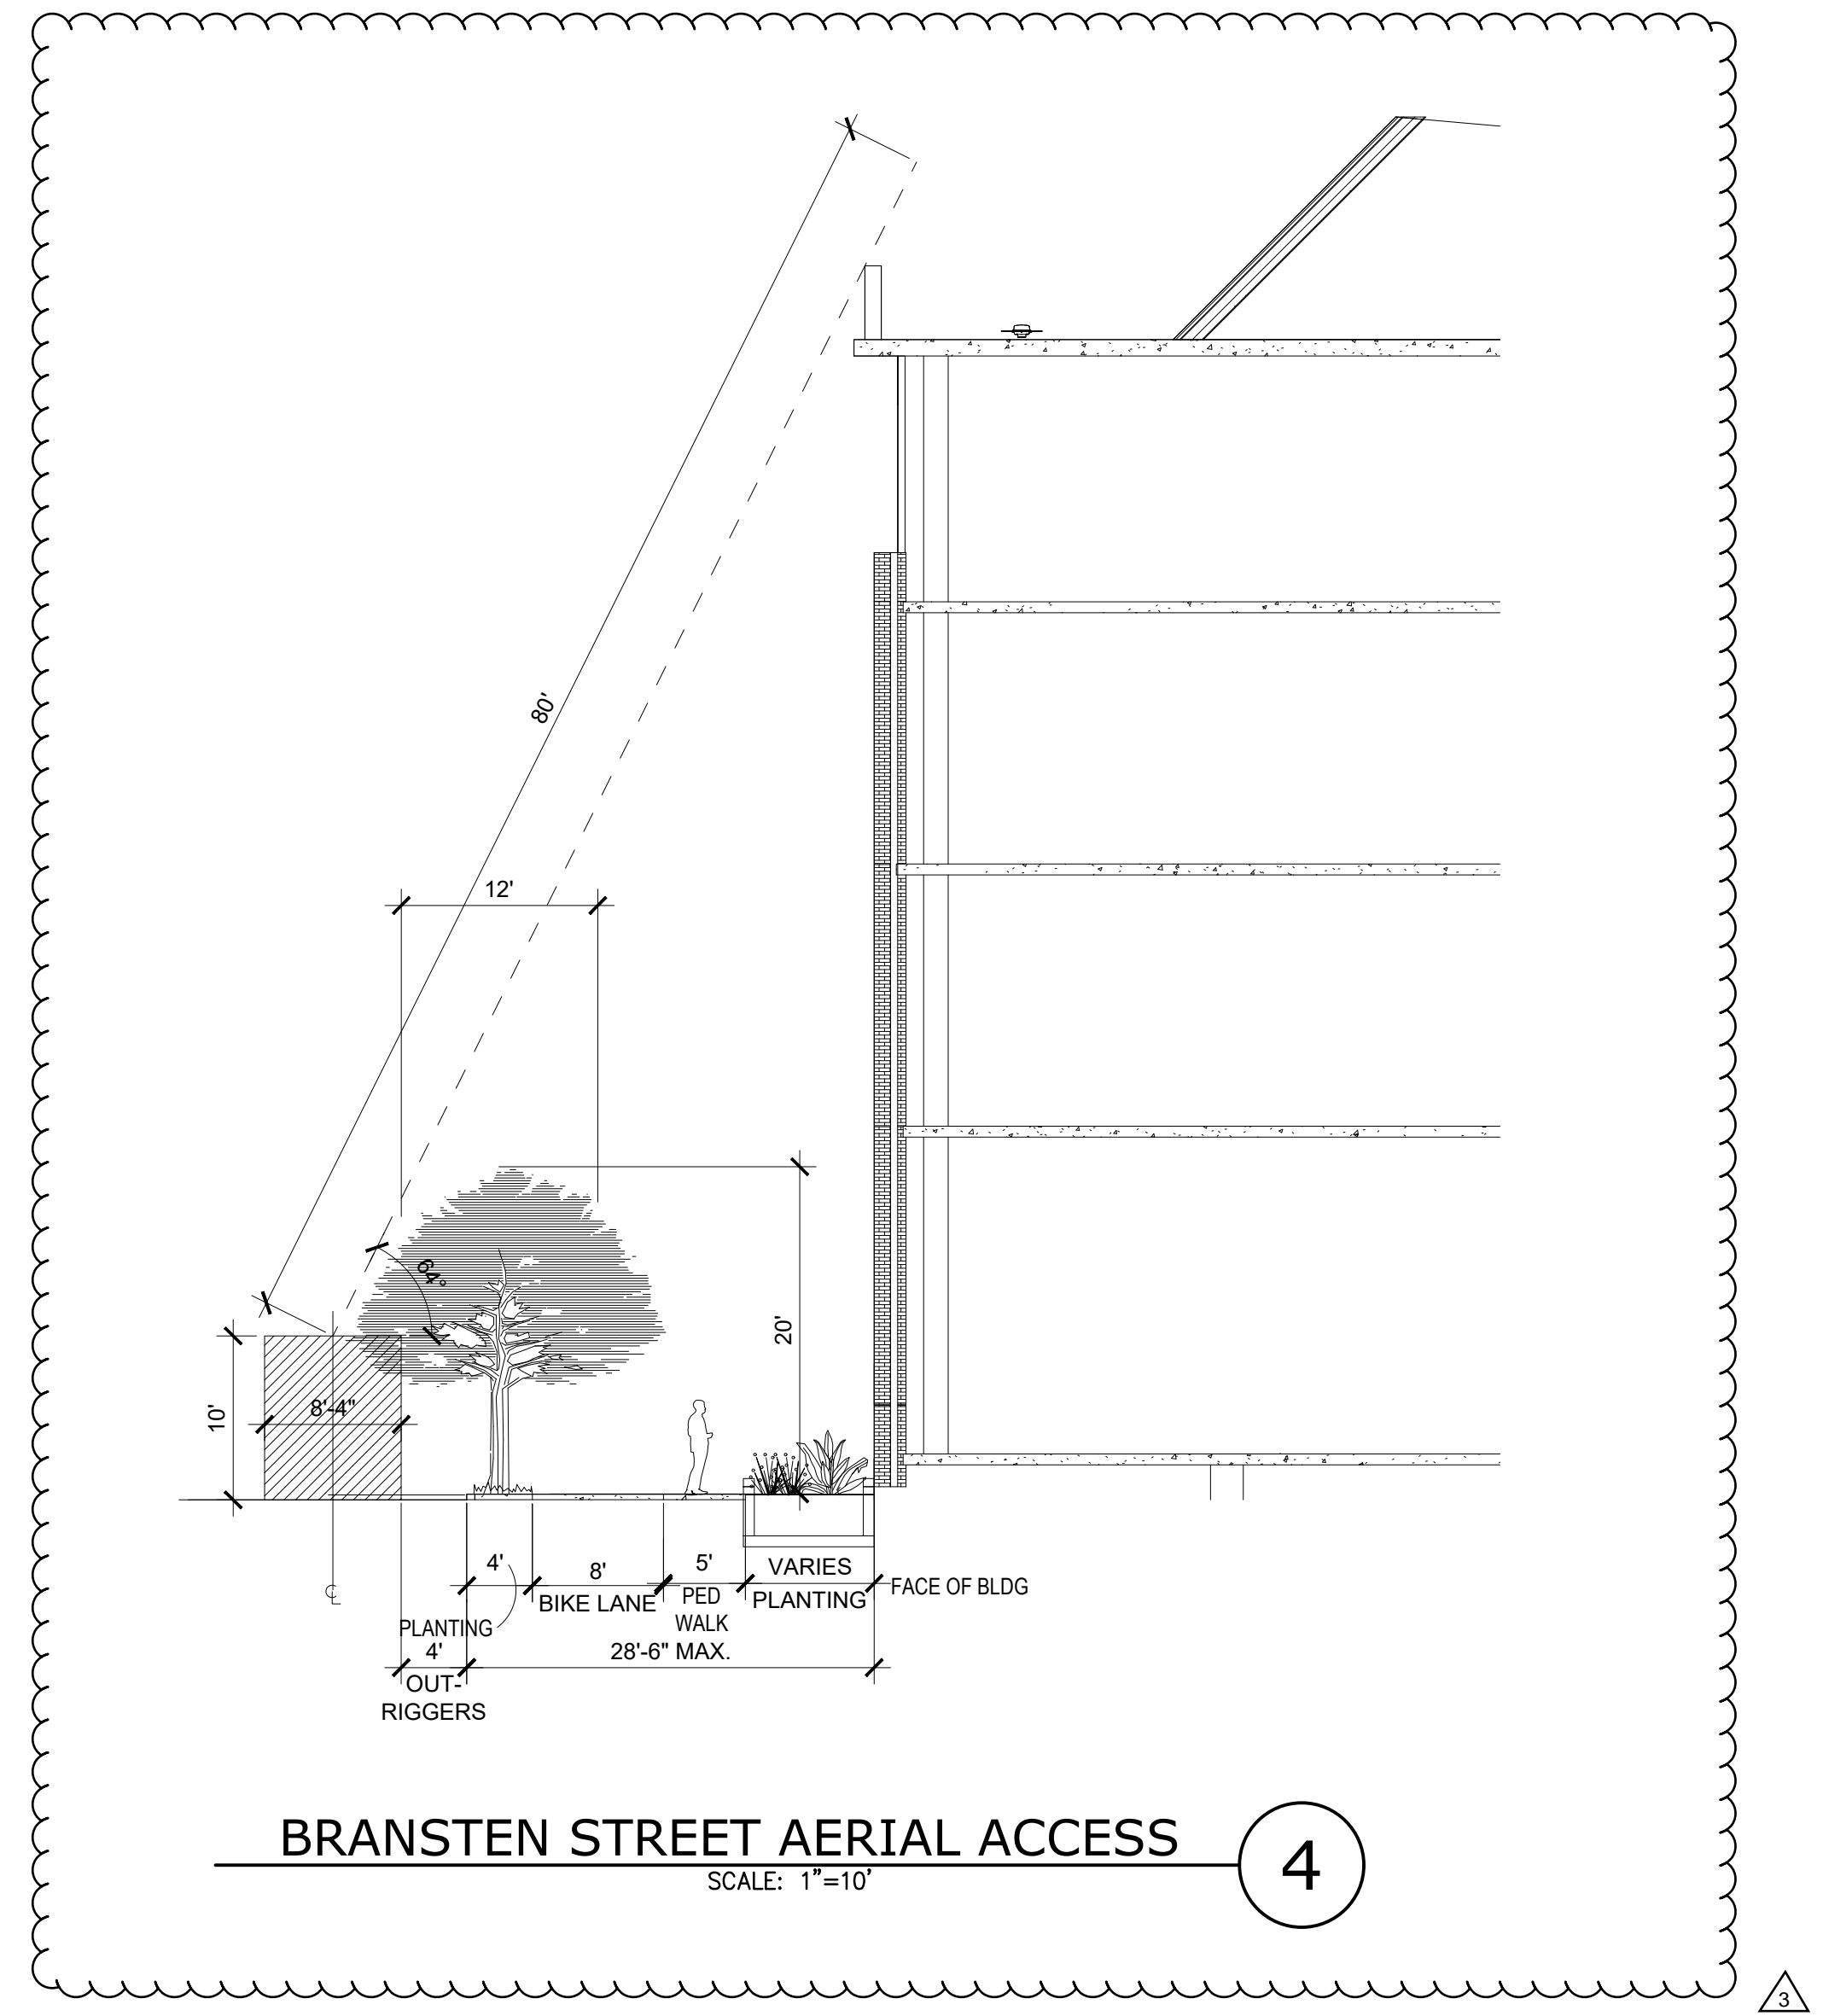 80'
12'
64°
20'
10'
8'-4"
4'
8'
5'
VARIES
℄
BIKE LANE
PED
WALK
PLANTING
FACE OF BLDG
PLANTING
4'
28'-6" MAX.
OUT-
RIGGERS
BRANSTEN STREET AERIAL ACCESS
4
SCALE: 1"=10'
3